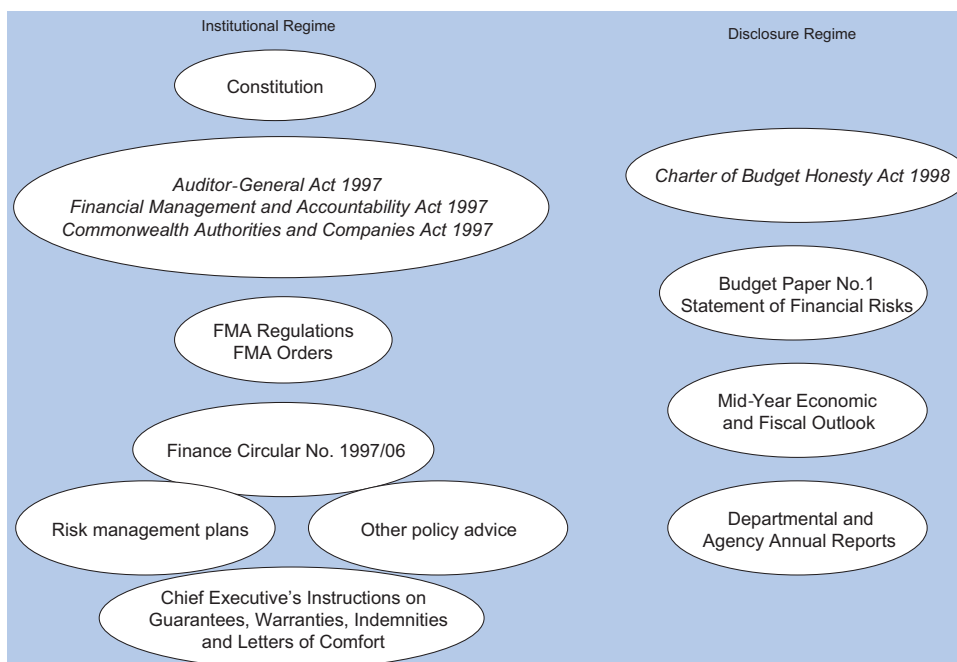 Institutional Regime
Constitution
Auditor-General Act 1997
Financial Management and Accountability Act 1997
Commonwealth Authorities and Companies Act 1997
FMA Regulations
FMA Orders
Finance Circular No. 1997/06
Risk management plans
Other policy advice
Chief Executive's Instructions on
Guarantees, Warranties, Indemnities
and Letters of Comfort
Disclosure Regime
Charter of Budget Honesty Act 1998
Budget Paper No.1
Statement of Financial Risks
Mid-Year Economic
and Fiscal Outlook
Departmental and
Agency Annual Reports